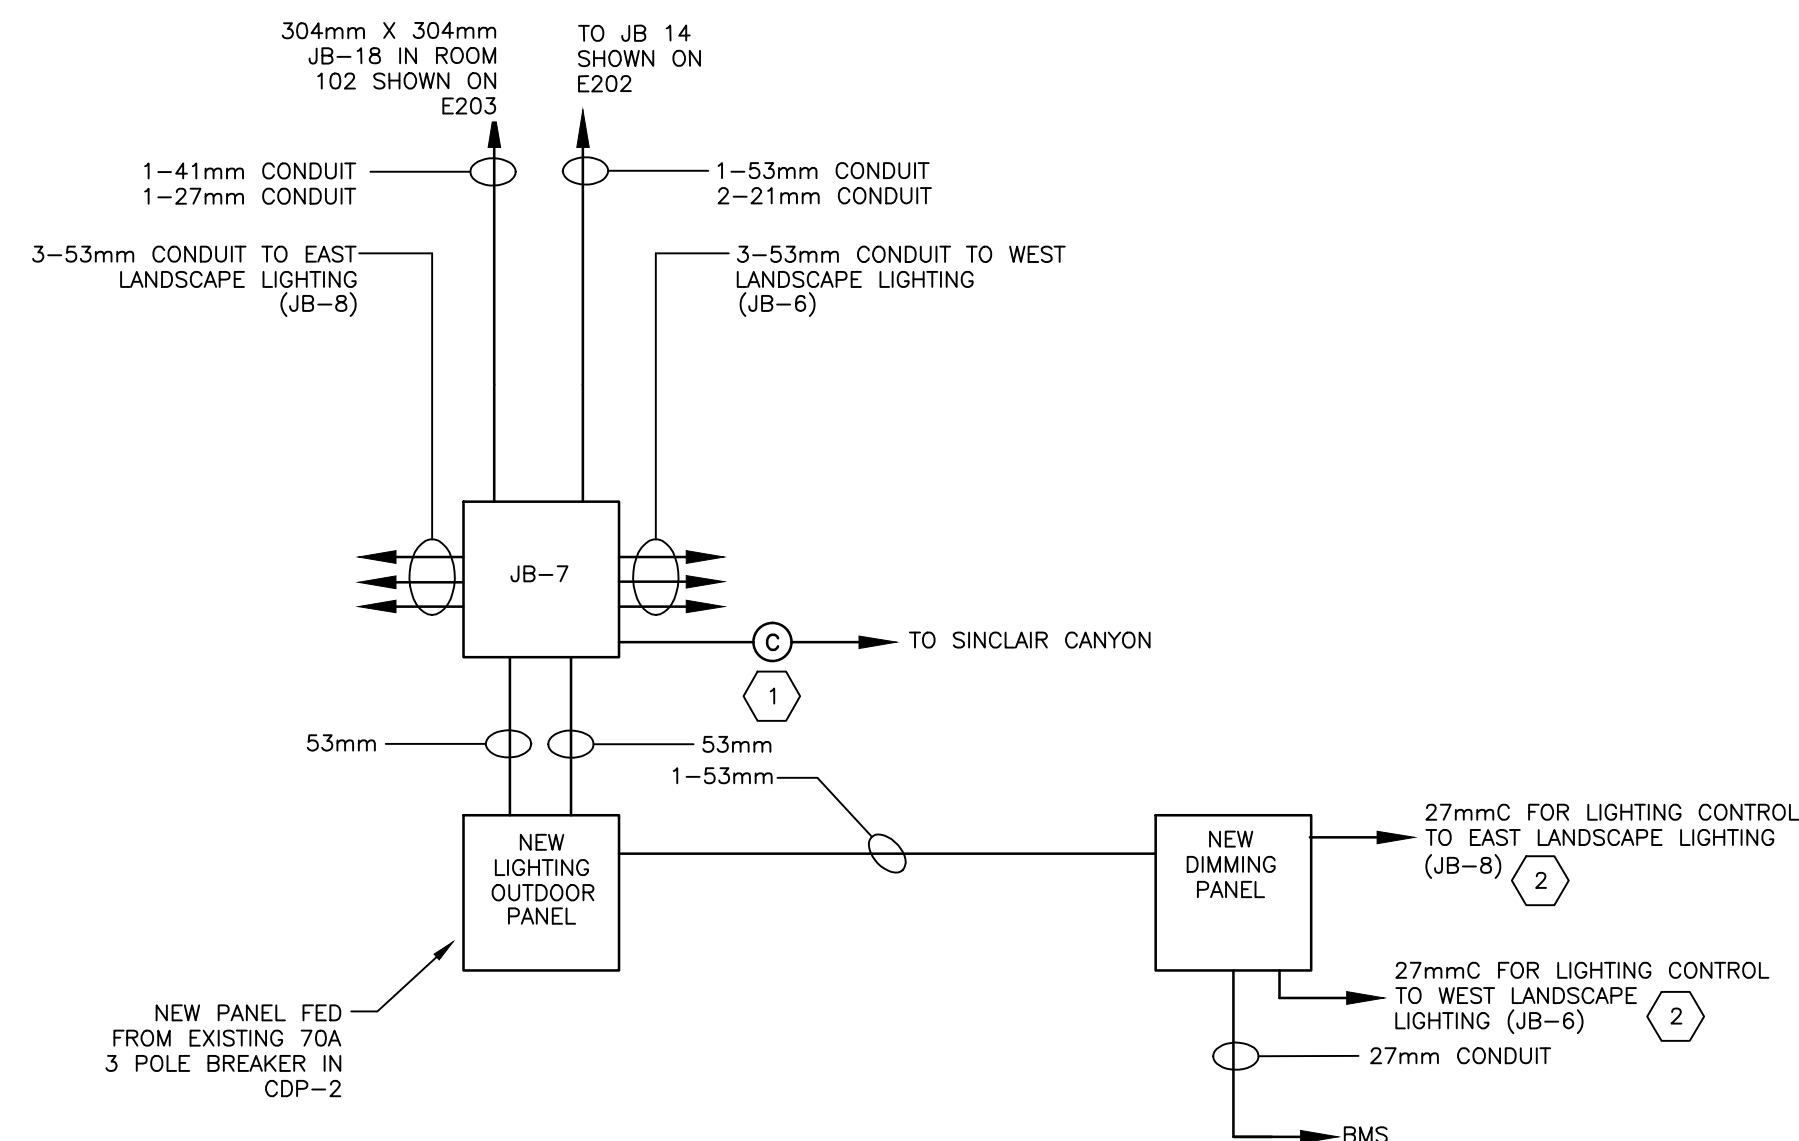 304mm X 304mm
JB-18 IN ROOM
102 SHOWN ON
E203
TO JB 14
SHOWN ON
E202
1-41mm CONDUIT
1-27mm CONDUIT
1-53mm CONDUIT
2-21mm CONDUIT
3-53mm CONDUIT TO EAST
LANDSCAPE LIGHTING
(JB-8)
3-53mm CONDUIT TO WEST
LANDSCAPE LIGHTING
(JB-6)
JB-7
C
TO SINCLAIR CANYON
1
53mm
53mm
1-53mm
NEW
LIGHTING
OUTDOOR
PANEL
NEW
DIMMING
PANEL
27mmC FOR LIGHTING CONTROL
TO EAST LANDSCAPE LIGHTING
(JB-8)
2
27mmC FOR LIGHTING CONTROL
TO WEST LANDSCAPE
LIGHTING (JB-6)
2
NEW PANEL FED
FROM EXISTING 70A
3 POLE BREAKER IN
CDP-2
27mm CONDUIT
BMS